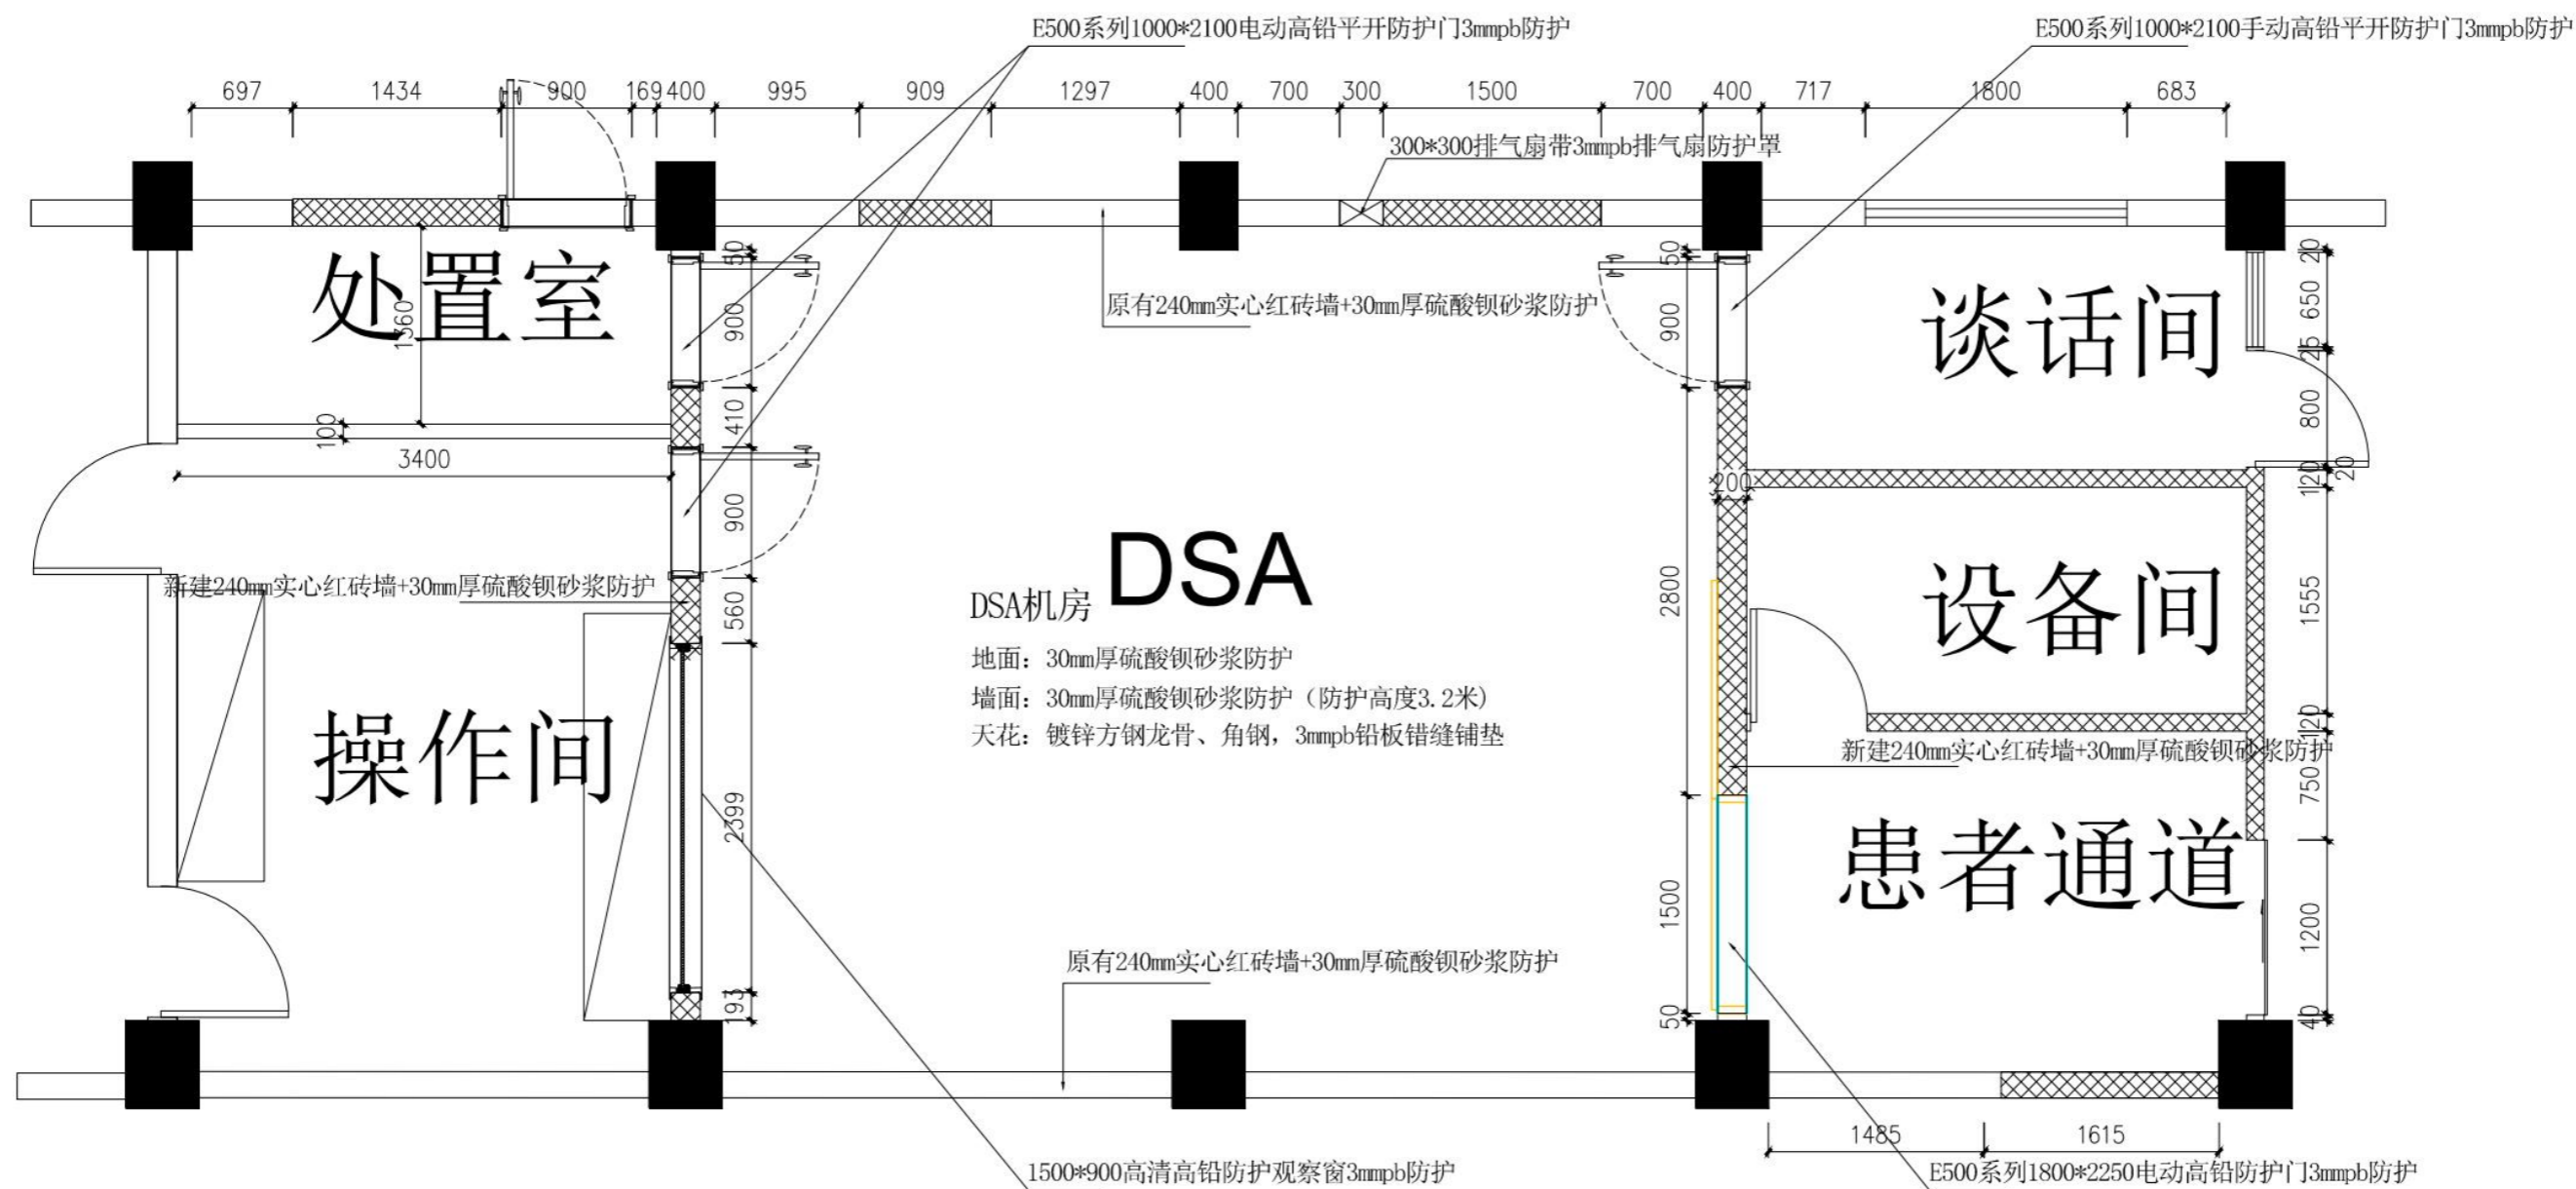 E500系列1000*2100电动高铅平开防护门3mmpb防护
E500系列1000*2100手动高铅平开防护门3mmpb防护
697 1434 900 169 400 995 909 1297 400 700 300 1500 700 400 717 1800 683
300*300排气扇带3mmpb排气扇防护罩
处置室
1360
100
3400
50
900
410
900
560
2399
193
原有240mm实心红砖墙+30mm厚硫酸钡砂浆防护
50
900
200
2800
1500
50
谈话间
20
650
25
800
120
20
1555
120
750
1200
40
新建240mm实心红砖墙+30mm厚硫酸钡砂浆防护
操作间
DSA
DSA机房
地面：30mm厚硫酸钡砂浆防护
墙面：30mm厚硫酸钡砂浆防护（防护高度3.2米）
天花：镀锌方钢龙骨、角钢，3mmpb铅板错缝铺垫
设备间
新建240mm实心红砖墙+30mm厚硫酸钡砂浆防护
患者通道
原有240mm实心红砖墙+30mm厚硫酸钡砂浆防护
1485 1615
1500*900高清高铅防护观察窗3mmpb防护
E500系列1800*2250电动高铅防护门3mmpb防护